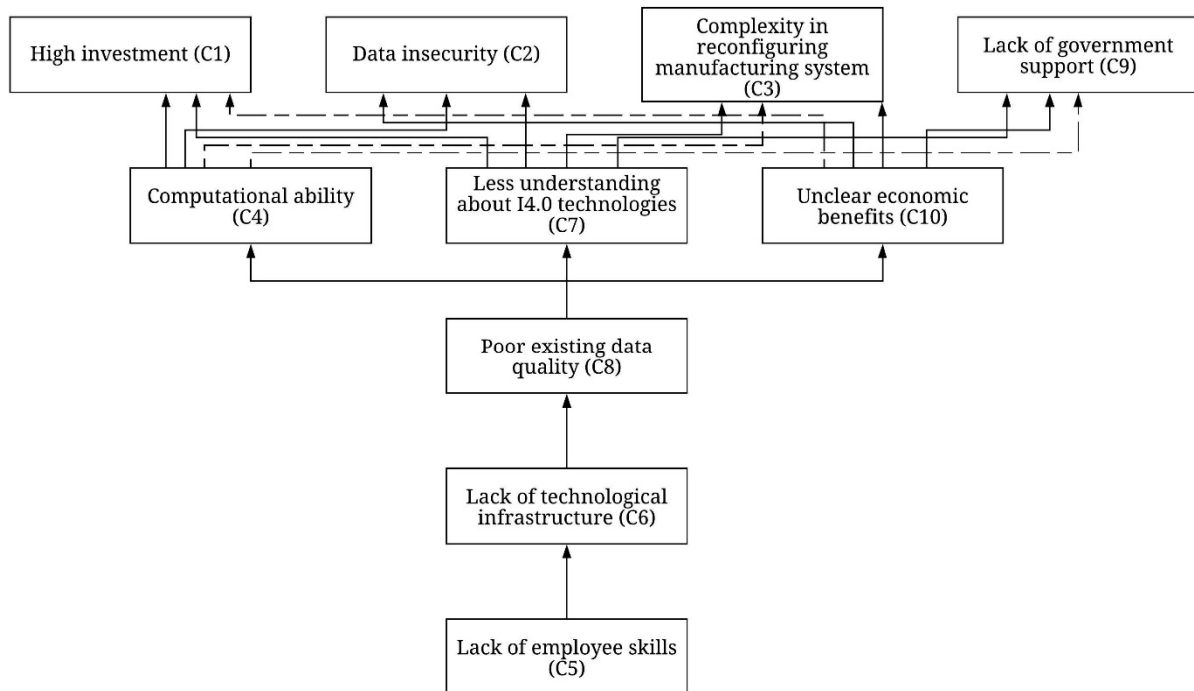 High investment (C1)
Data insecurity (C2)
Complexity in
reconfiguring
manufacturing system
(C3)
Lack of government
support (C9)
Computational ability
(C4)
Less understanding
about I4.0 technologies
(C7)
Unclear economic
benefits (C10)
Poor existing data
quality (C8)
Lack of technological
infrastructure (C6)
Lack of employee skills
(C5)